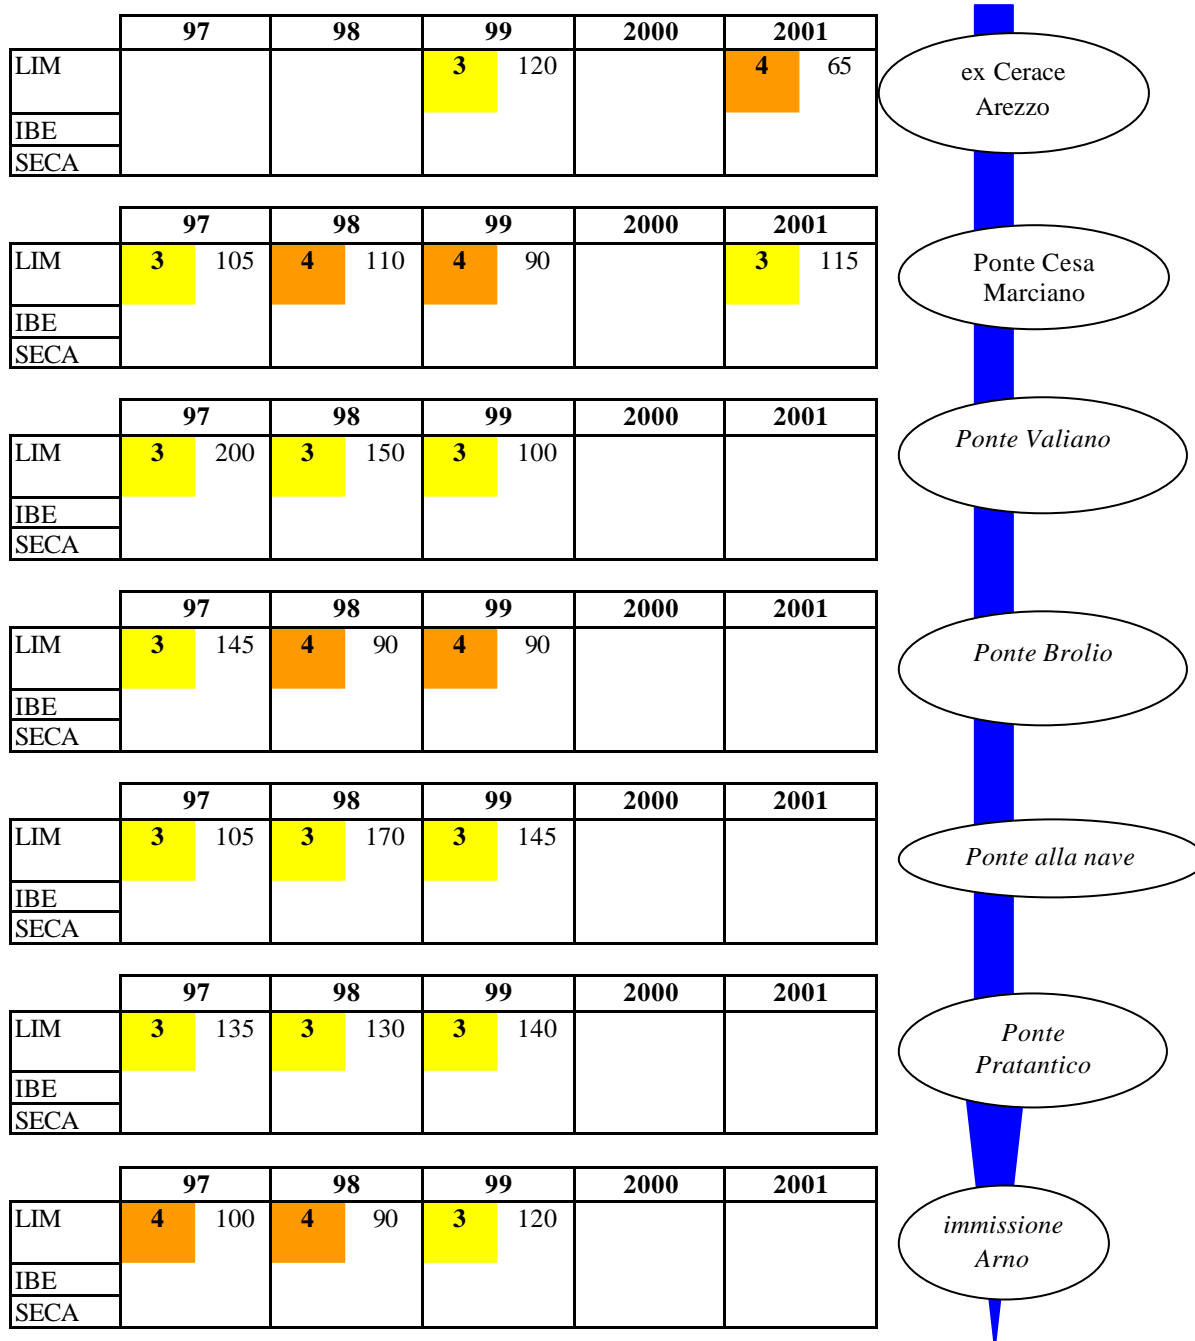 97 98 99 2000 2001
LIM 3 120 4 65
IBE
SECA
ex Cerace
Arezzo
97 98 99 2000 2001
LIM 3 105 4 110 4 90 3 115
IBE
SECA
Ponte Cesa
Marciano
97 98 99 2000 2001
LIM 3 200 3 150 3 100
IBE
SECA
Ponte Valiano
97 98 99 2000 2001
LIM 3 145 4 90 4 90
IBE
SECA
Ponte Brolio
97 98 99 2000 2001
LIM 3 105 3 170 3 145
IBE
SECA
Ponte alla nave
97 98 99 2000 2001
LIM 3 135 3 130 3 140
IBE
SECA
Ponte
Pratantico
97 98 99 2000 2001
LIM 4 100 4 90 3 120
IBE
SECA
immissione
Arno